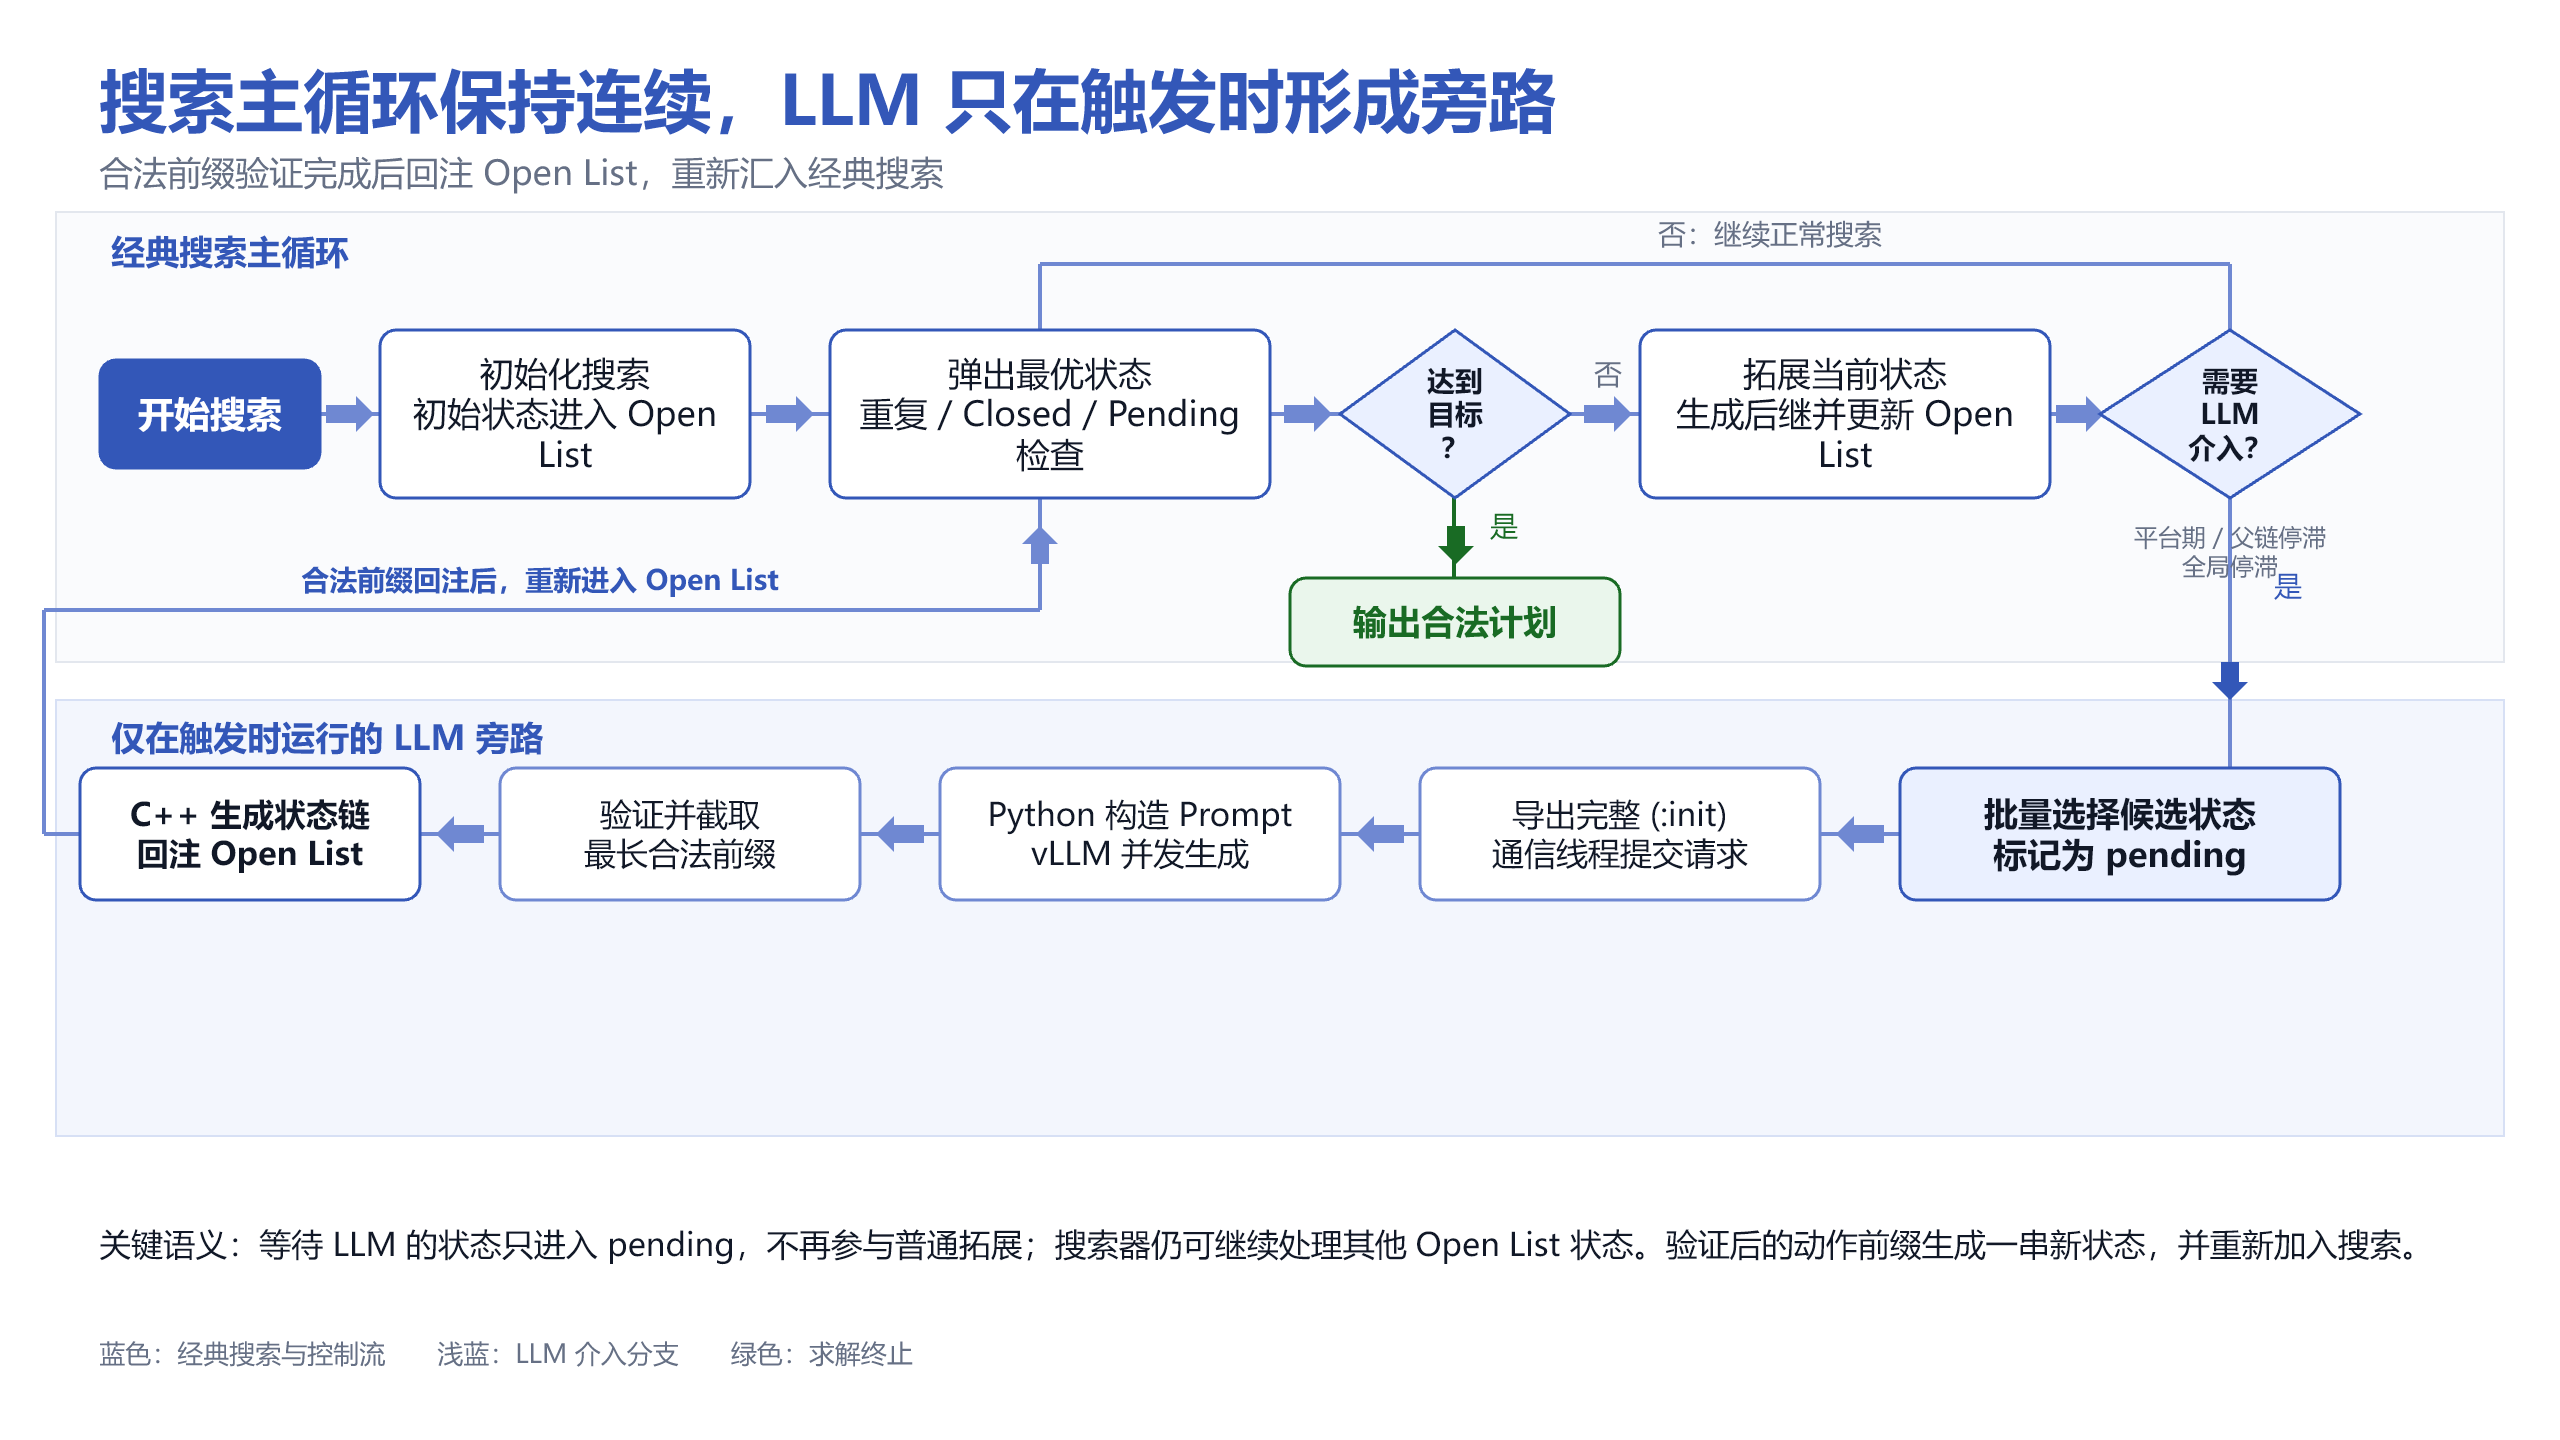 搜索主循环保持连续，LLM 只在触发时形成旁路
合法前缀验证完成后回注 Open List，重新汇入经典搜索
经典搜索主循环
否：继续正常搜索
开始搜索
初始化搜索
初始状态进入 Open
List
弹出最优状态
重复 / Closed / Pending
检查
达到
目标
？
否
拓展当前状态
生成后继并更新 Open
List
需要
LLM
介入？
是
平台期 / 父链停滞
全局停滞
是
合法前缀回注后，重新进入 Open List
输出合法计划
仅在触发时运行的 LLM 旁路
C++ 生成状态链
回注 Open List
验证并截取
最长合法前缀
Python 构造 Prompt
vLLM 并发生成
导出完整 (:init)
通信线程提交请求
批量选择候选状态
标记为 pending
关键语义：等待 LLM 的状态只进入 pending，不再参与普通拓展；搜索器仍可继续处理其他 Open List 状态。验证后的动作前缀生成一串新状态，并重新加入搜索。
蓝色：经典搜索与控制流 浅蓝：LLM 介入分支 绿色：求解终止